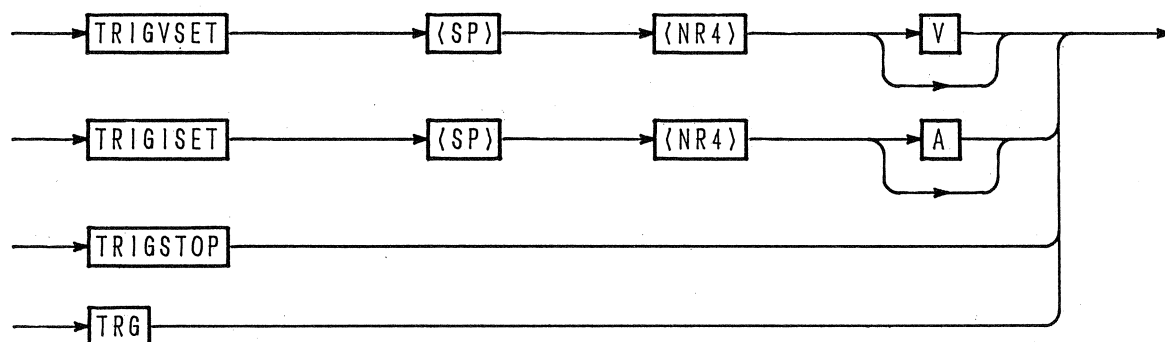 TRIGVSET 〈SP〉 〈NR4〉 V
TRIGISET 〈SP〉 〈NR4〉 A
TRIGSTOP
TRG